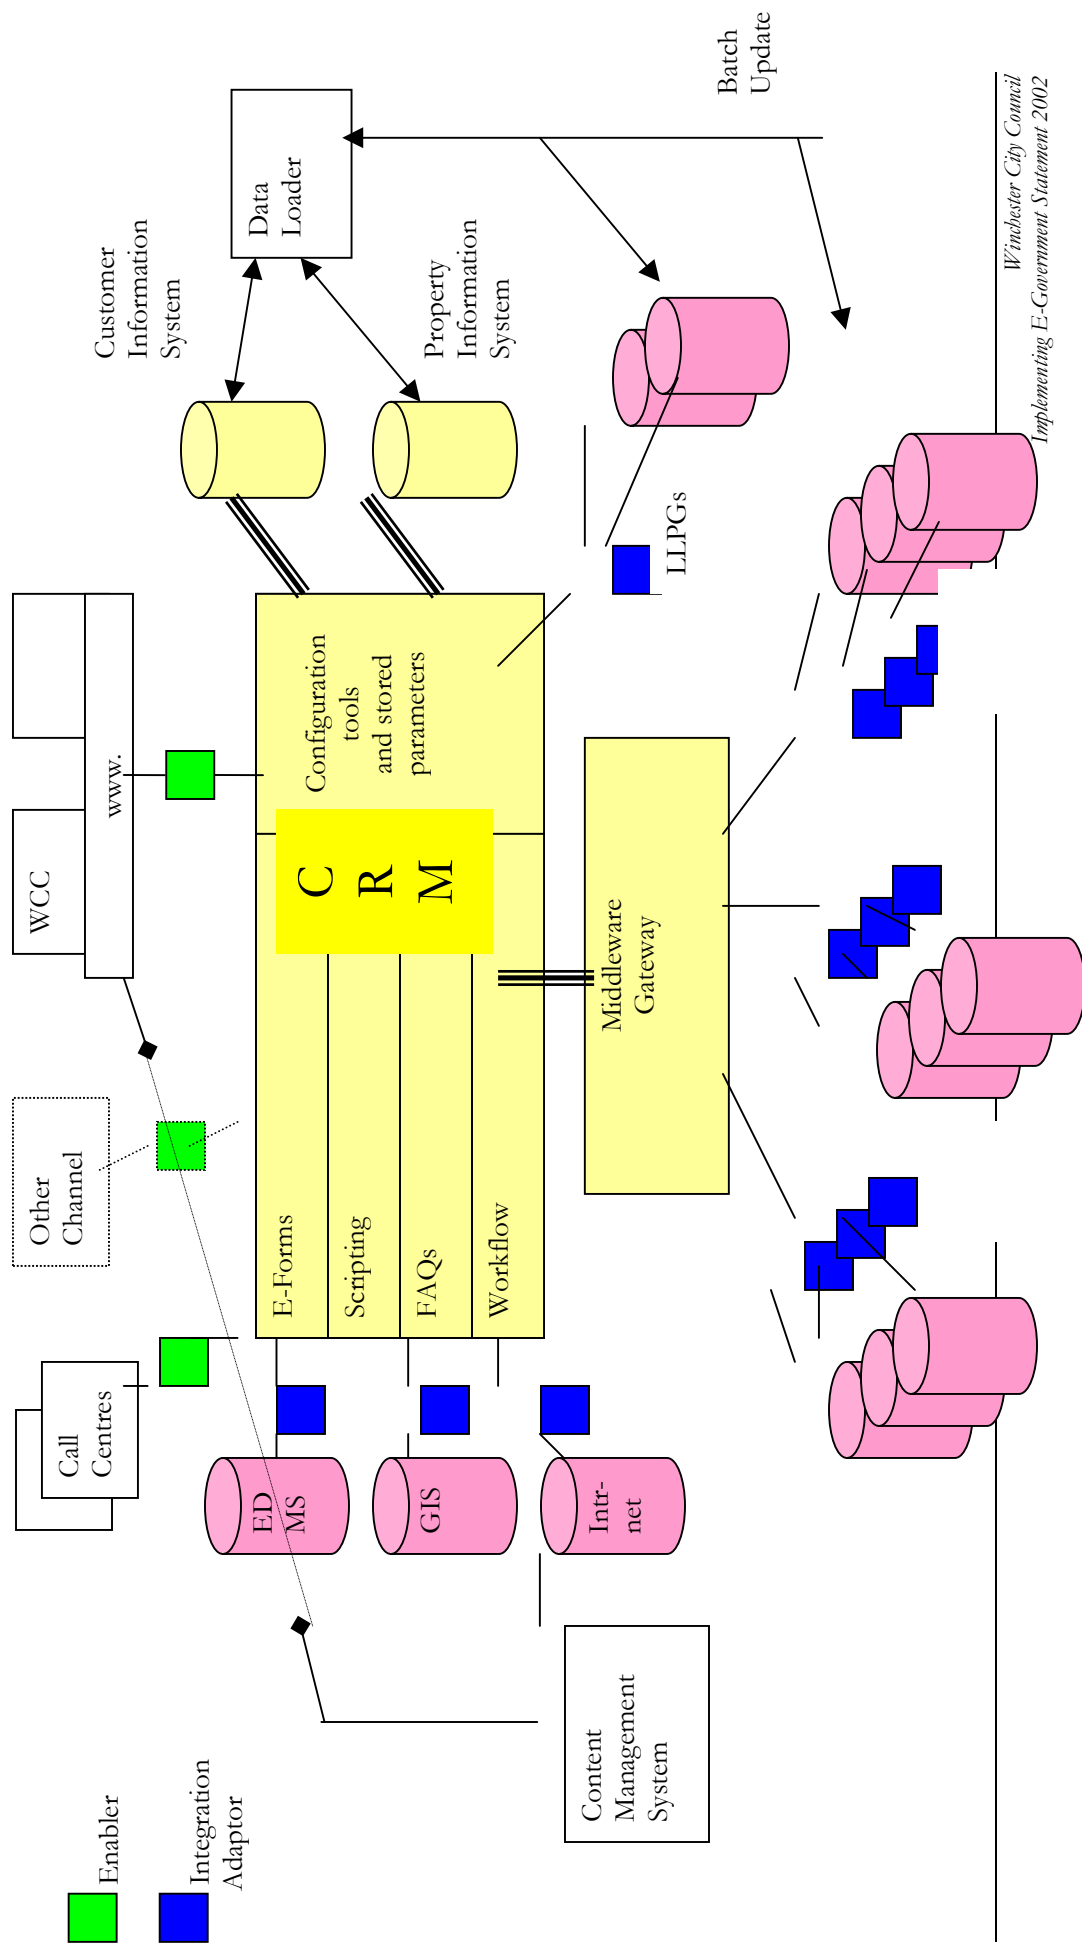 Enabler
Integration
Adaptor
Call
Centres
Other
Channel
WCC
www.
Customer
Information
System
Data
Loader
Property
Information
System
Batch
Update
ED
MS
GIS
Intr-
net
E-Forms
Scripting
FAQs
Workflow
C
R
M
Configuration
tools
and stored
parameters
LLPGs
Middleware
Gateway
Content
Management
System
Winchester City Council
Implementing E-Government Statement 2002